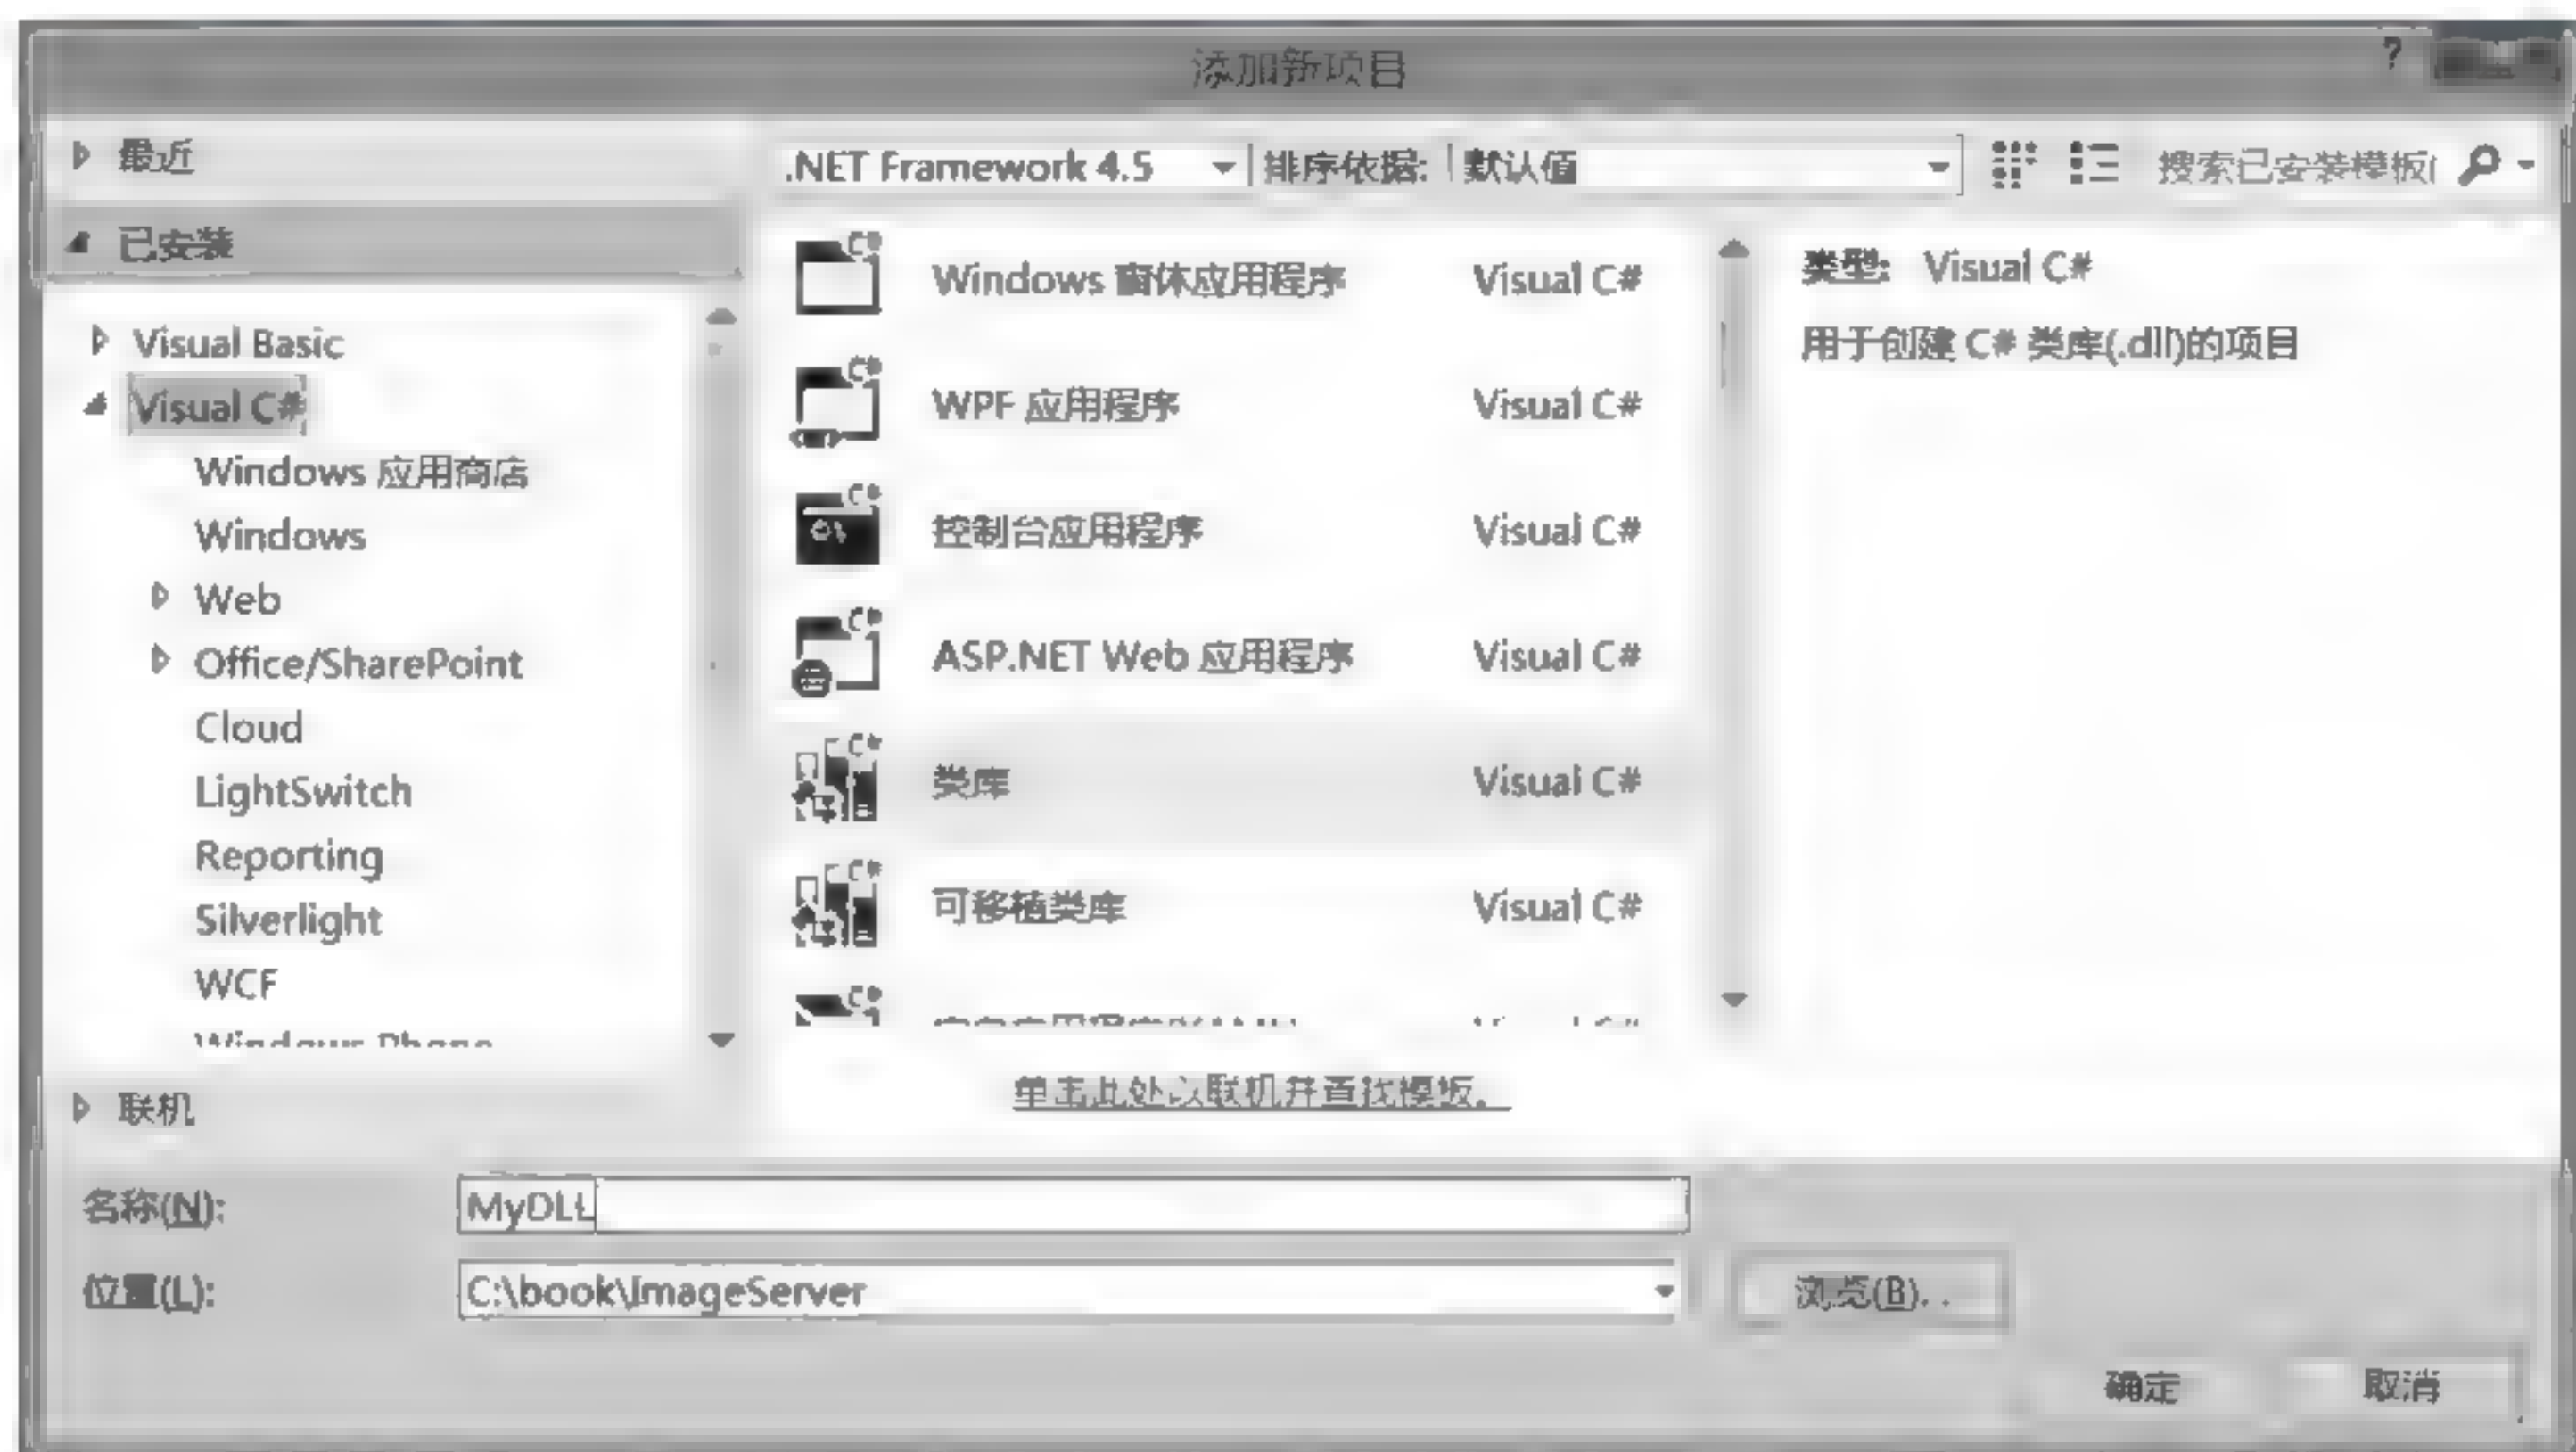 添加新项目
?
最近
.NET Framework 4.5
排序依据:
默认值
搜索已安装模板(
已安装
Visual Basic
Visual C#
Windows 应用商店
Windows
Web
Office/SharePoint
Cloud
LightSwitch
Reporting
Silverlight
WCF
Windows Phone
联机
Windows 窗体应用程序 Visual C#
WPF 应用程序 Visual C#
控制台应用程序 Visual C#
ASP.NET Web 应用程序 Visual C#
类库 Visual C#
可移植类库 Visual C#
Visual C#
单击此处以联机并查找模板。
类型: Visual C#
用于创建 C# 类库(.dll)的项目
名称(N):
MyDLL
位置(L):
C:\book\ImageServer
浏览(B)..
确定
取消